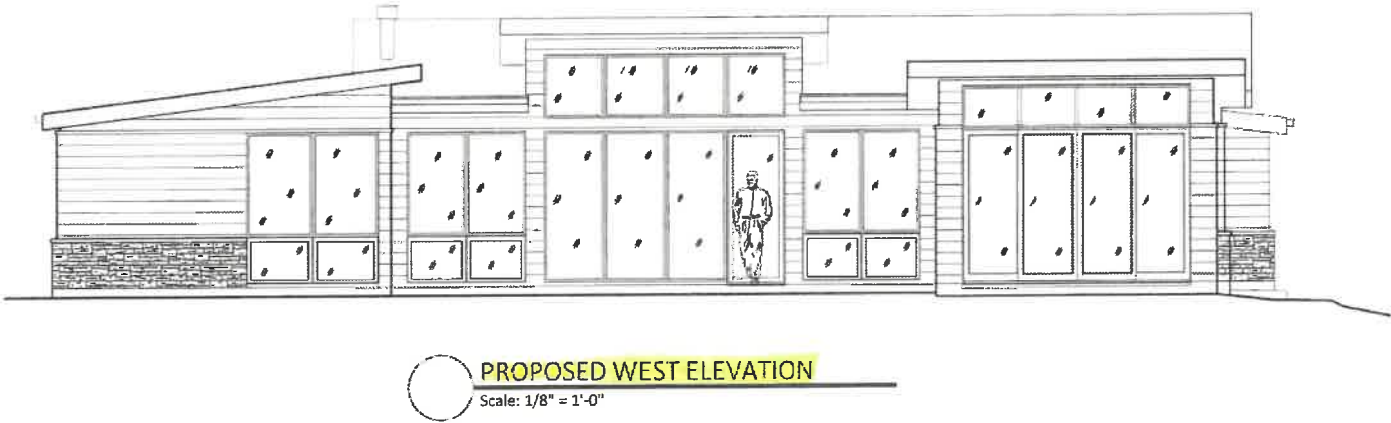 PROPOSED WEST ELEVATION
Scale: 1/8" = 1'-0"